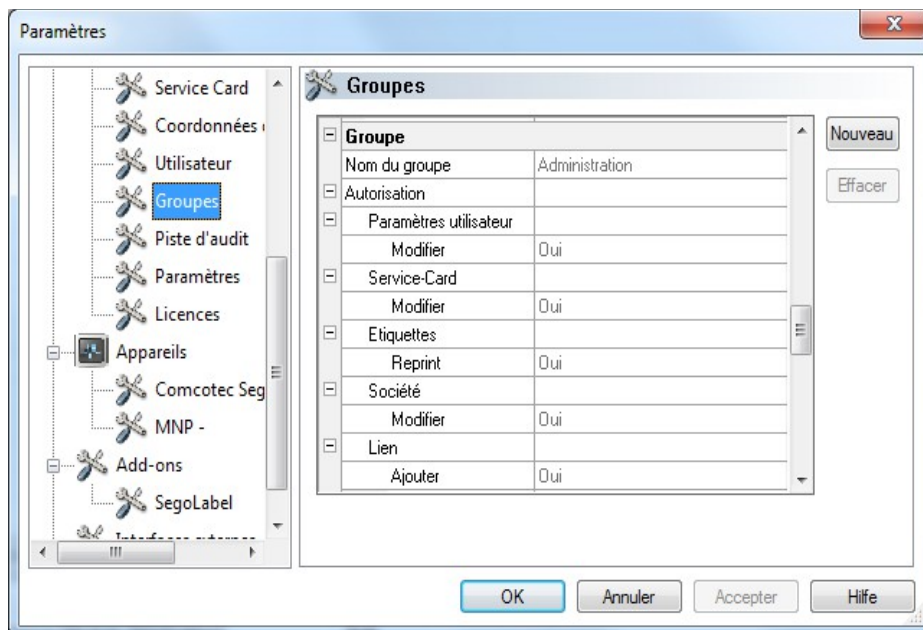 Paramètres
Service Card
Coordonnées
Utilisateur
Groupes
Piste d'audit
Paramètres
Licences
Appareils
Comcotec Seg
MNP -
Add-ons
SegoLabel
Groupes
Groupe
Nom du groupe Administration
Autorisation
Paramètres utilisateur
Modifier Oui
Service-Card
Modifier Oui
Etiquettes
Reprint Oui
Société
Modifier Oui
Lien
Ajouter Oui
Nouveau
Effacer
OK Annuler Accepter Hilfe